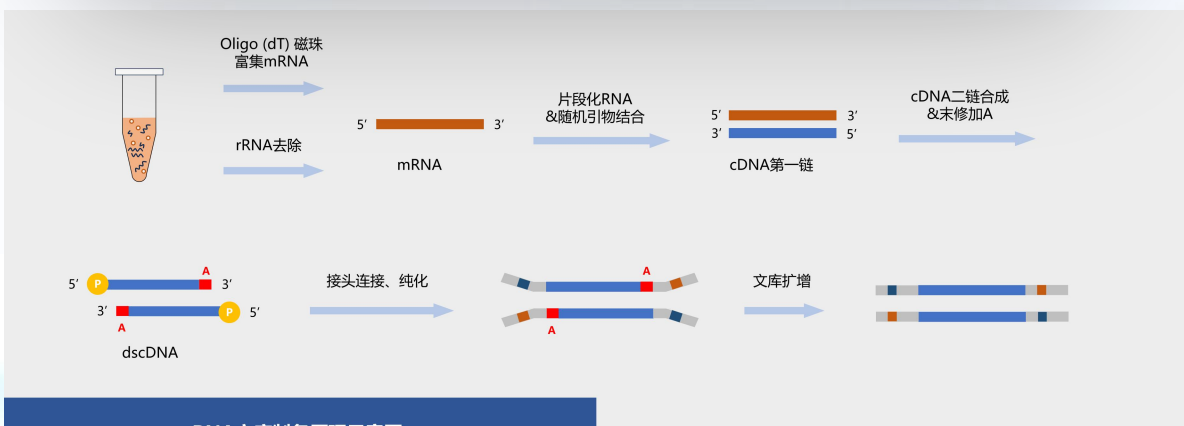 Oligo (dT) 磁珠
富集mRNA
rRNA去除
5’ 3’
mRNA
片段化RNA
&随机引物结合
5’ 3’
3’ 5’
cDNA第一链
cDNA二链合成
&末修加A
A
5’ P 3’
3’ P 5’
A
dscDNA
接头连接、纯化
A
A
文库扩增